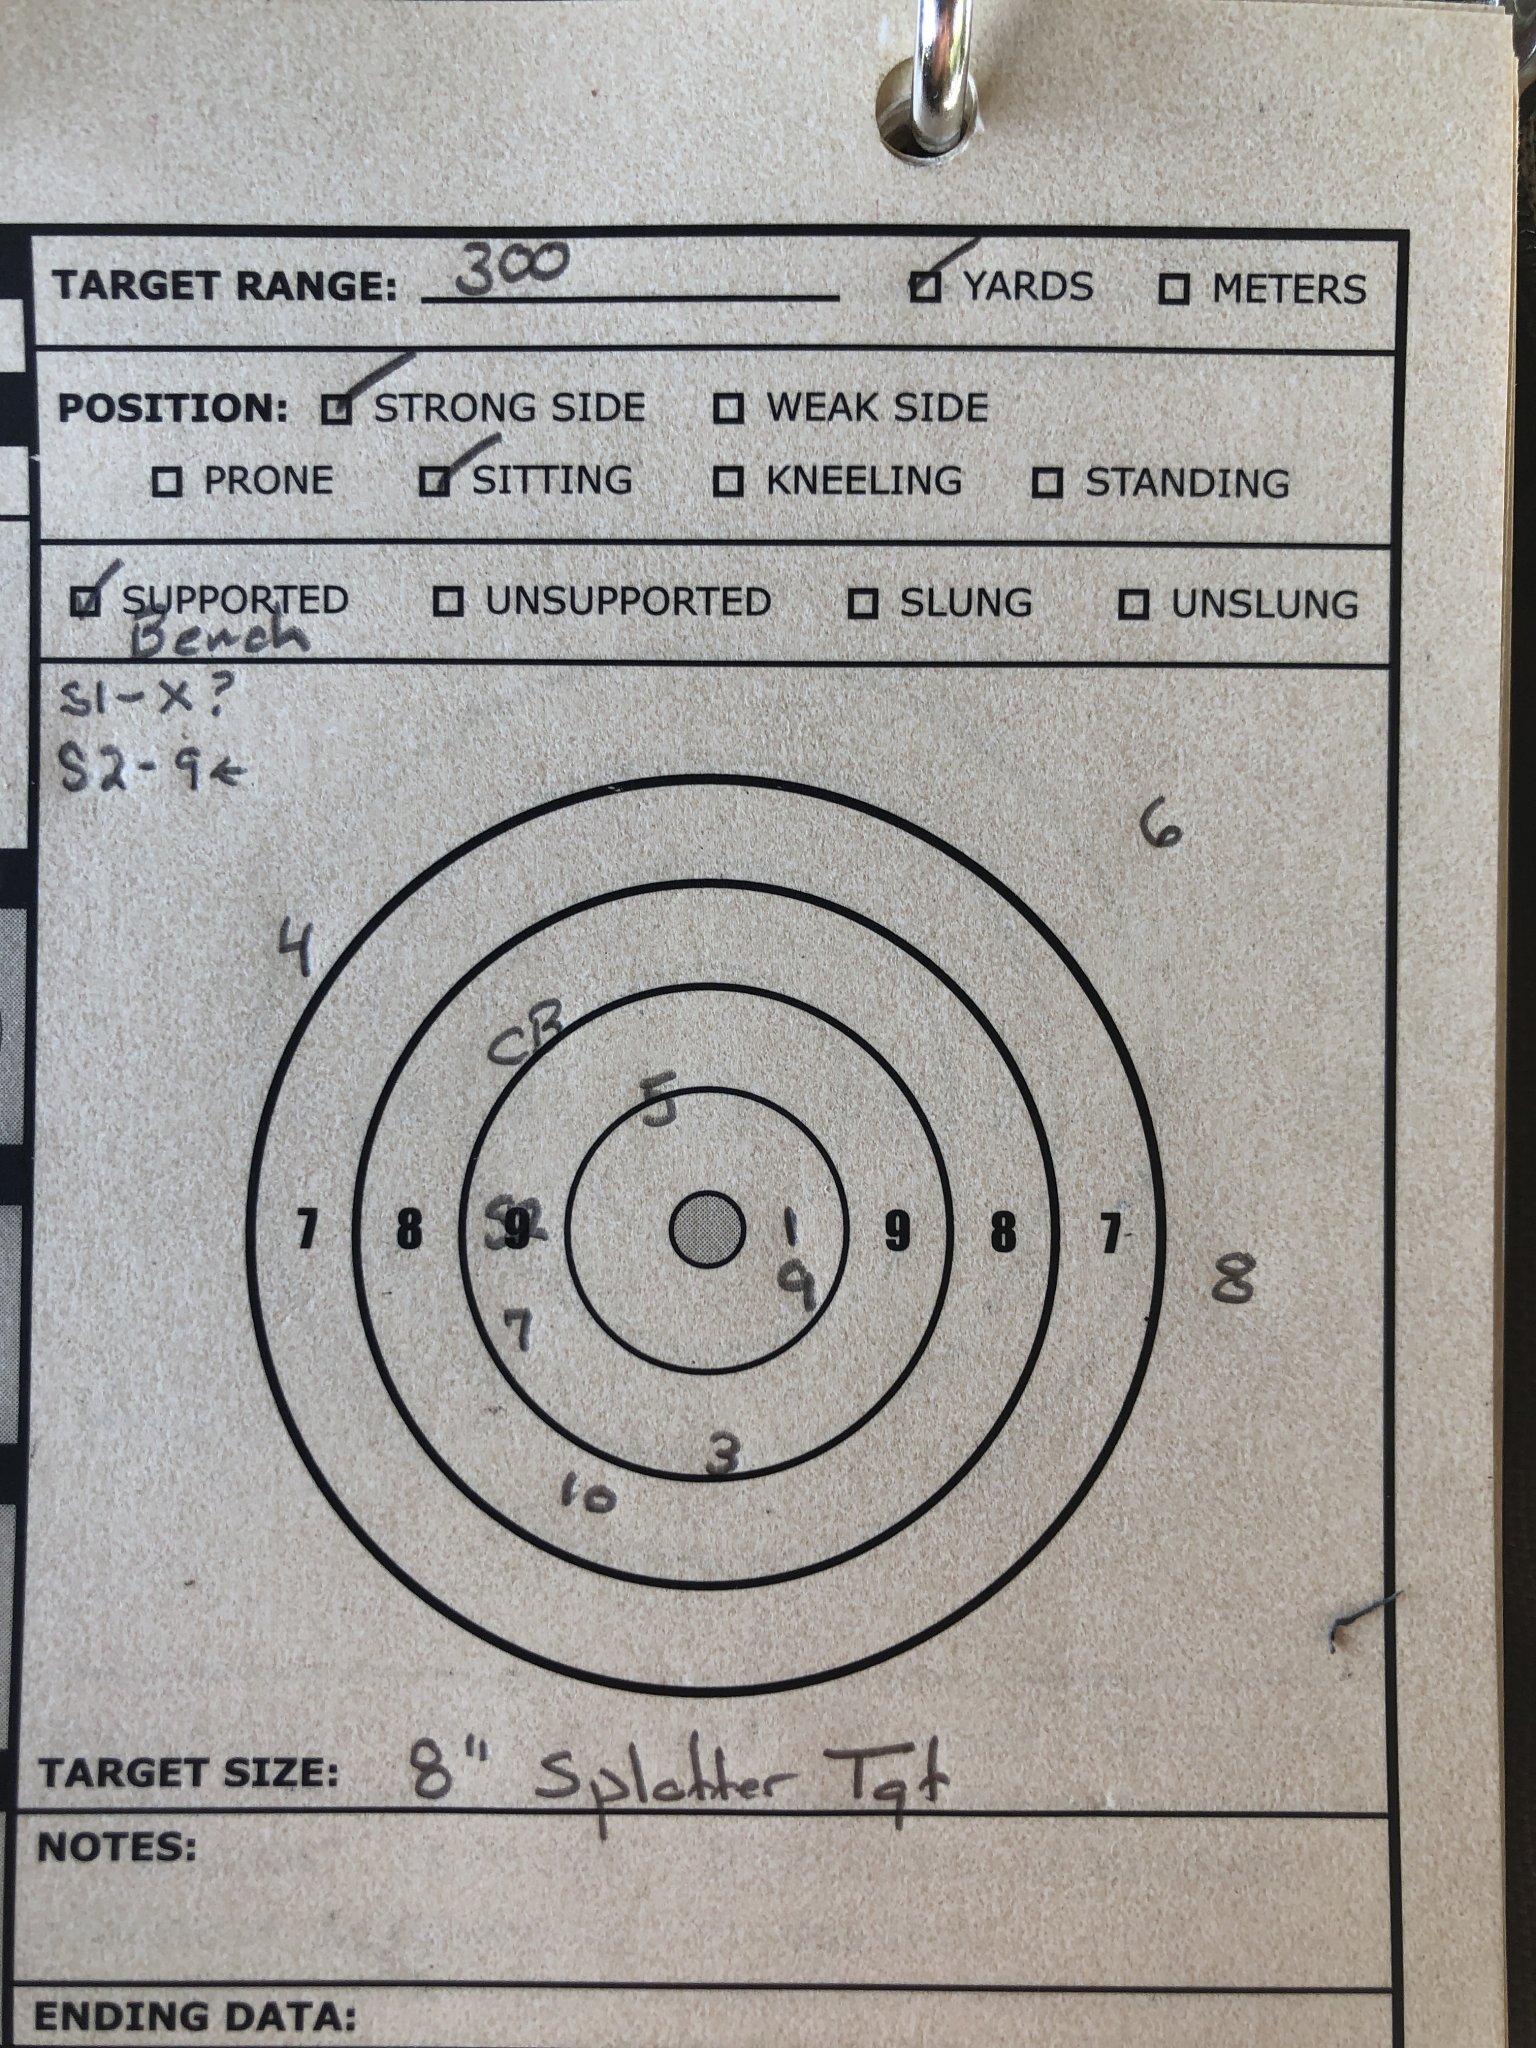 TARGET RANGE: 300 YARDS METERS
POSITION: STRONG SIDE WEAK SIDE
PRONE SITTING KNEELING STANDING
SUPPORTED UNSUPPORTED SLUNG UNSLUNG
Bench
S1-X?
S2-9←
6
4
CB
5
7 8 9 S2 1 9 8 7
9
8
7
3
10
TARGET SIZE: 8" Splatter Tgt
NOTES:
ENDING DATA: